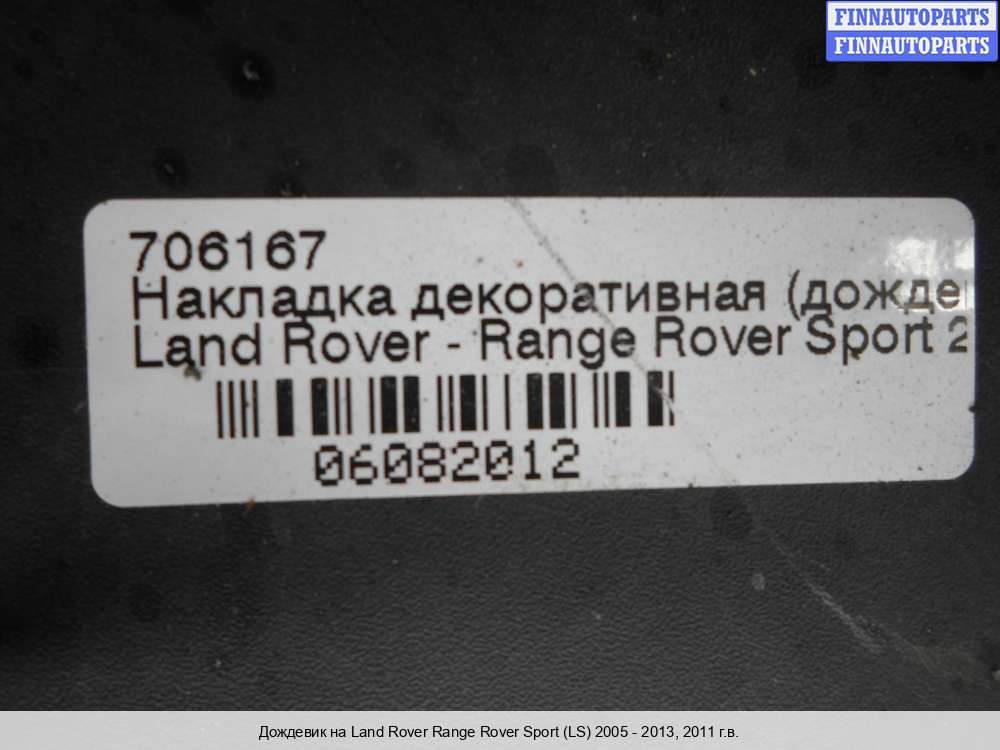 FINNAUTOPARTS
FINNAUTOPARTS
706167
Накладка декоративная (дожде
Land Rover - Range Rover Sport 2
06082012
Дождевик на Land Rover Range Rover Sport (LS) 2005 - 2013, 2011 г.в.